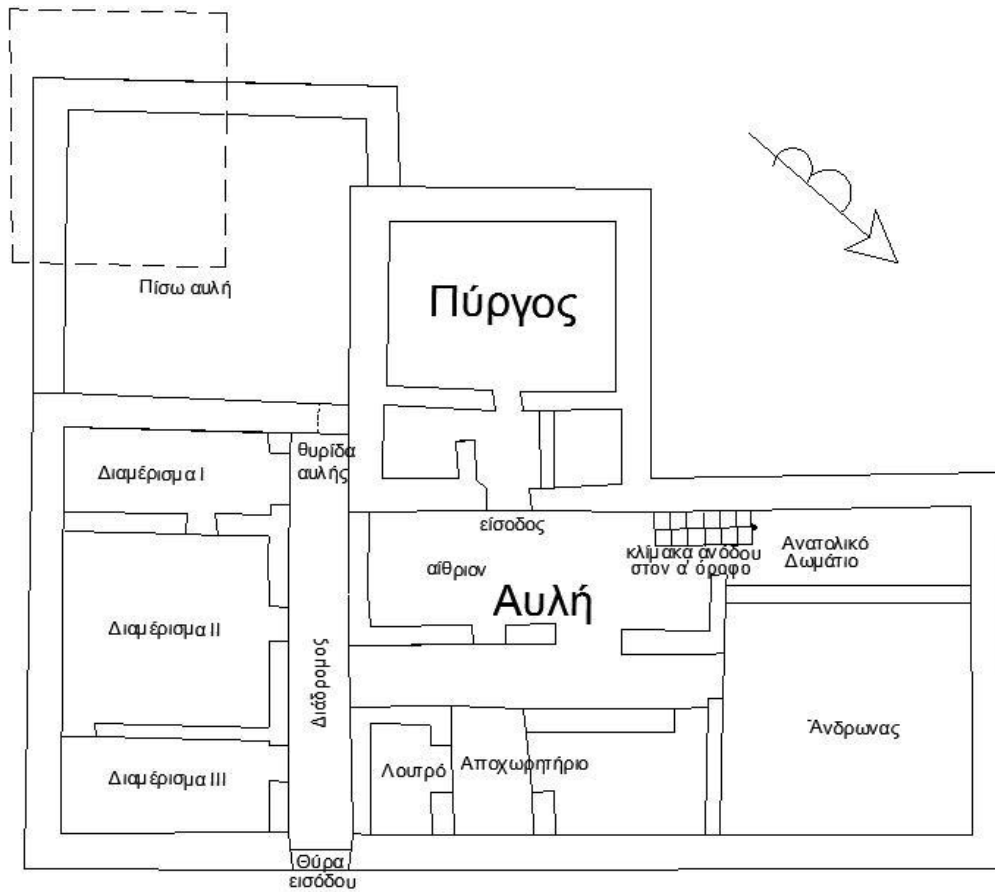 Πίσω αυλή
Πύργος
θυρίδα
αυλής
Διαμέρισμα Ι
είσοδος
κλίμακα ανόδου
στον α' όροφο
Ανατολικό
Δωμάτιο
αίθριον
Αυλή
Διαμέρισμα ΙΙ
Διάδρομος
Άνδρωνας
Λουτρό
Αποχωρητήριο
Διαμέρισμα ΙΙΙ
Θύρα
εισόδου